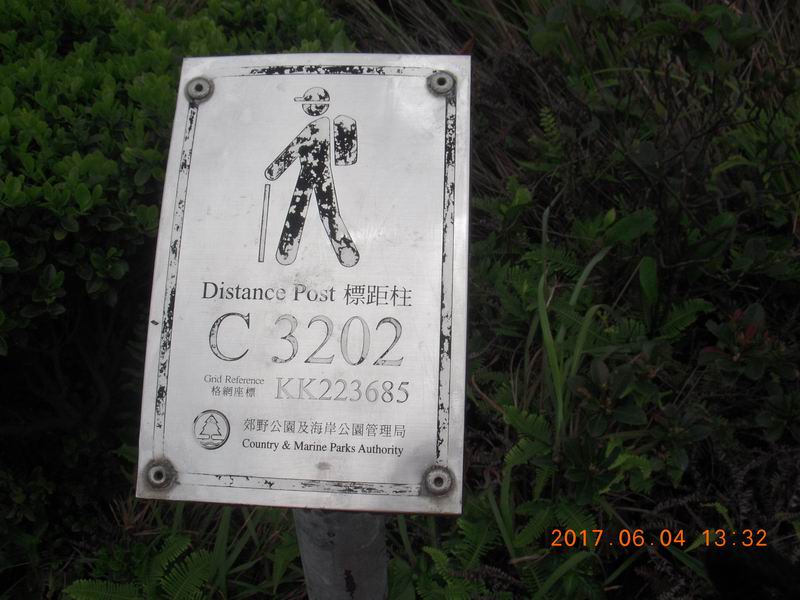 Distance Post 標距柱
C 3202
Grid Reference
格網座標
KK223685
郊野公園及海岸公園管理局
Country & Marine Parks Authority
2017.06.04 13:32